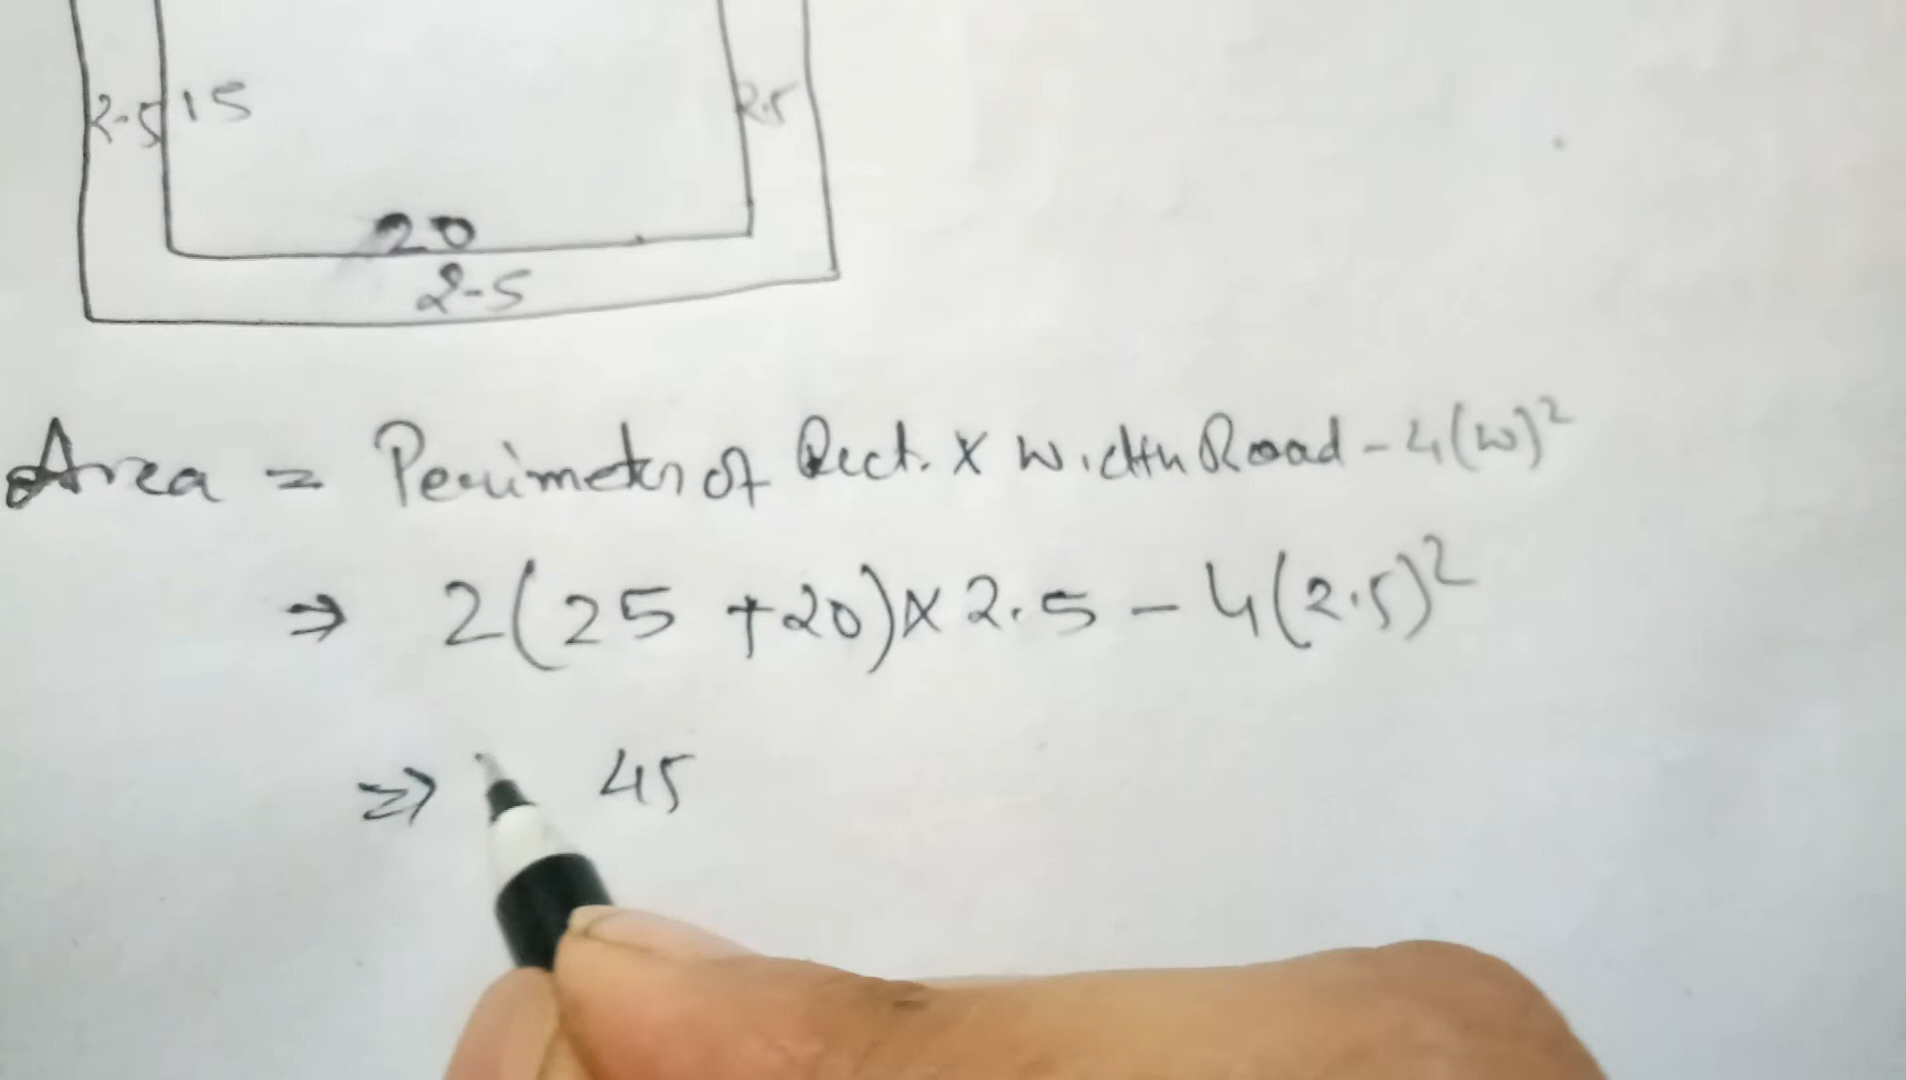 2-5 15 2.5
20
2-5
Area = Perimeter of Rect. × Width Road - 4(w)²
⇒ 2(25 +20)×2.5 - 4(2.5)²
⇒ 45